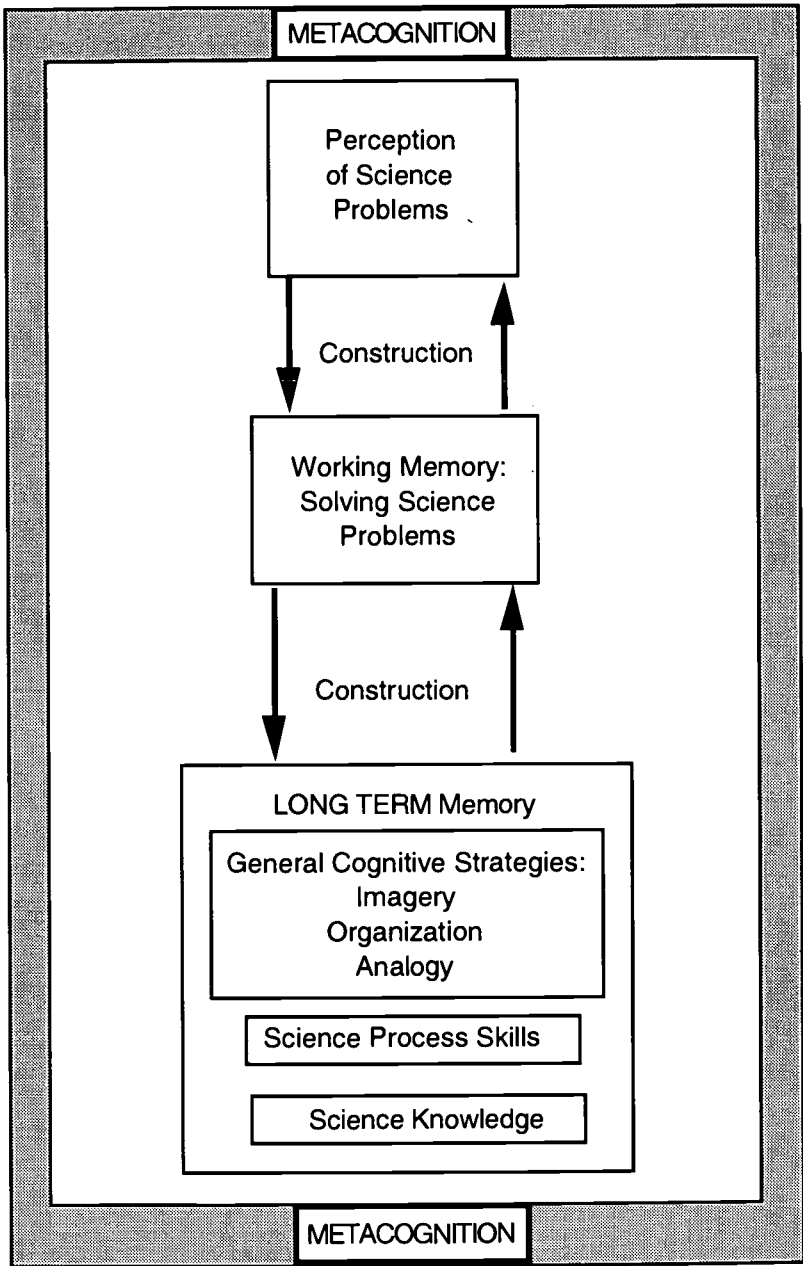 METACOGNITION
Perception
of Science
Problems
Construction
Working Memory:
Solving Science
Problems
Construction
LONG TERM Memory
General Cognitive Strategies:
Imagery
Organization
Analogy
Science Process Skills
Science Knowledge
METACOGNITION